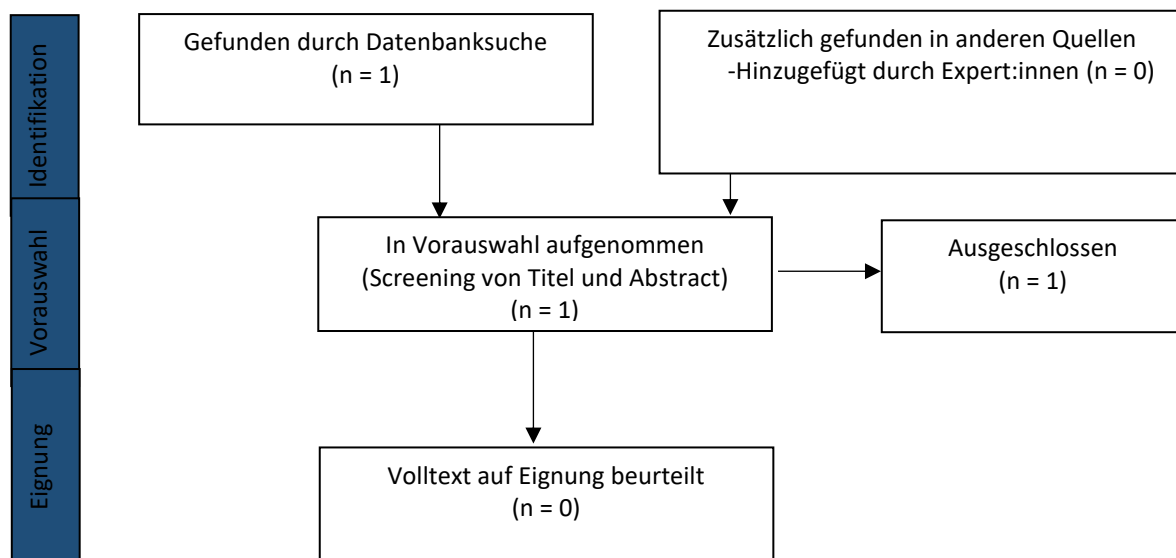 Identifikation
Gefunden durch Datenbanksuche
(n = 1)
Zusätzlich gefunden in anderen Quellen
-Hinzugefügt durch Expert:innen (n = 0)
Vorauswahl
In Vorauswahl aufgenommen
(Screening von Titel und Abstract)
(n = 1)
Ausgeschlossen
(n = 1)
Eignung
Volltext auf Eignung beurteilt
(n = 0)